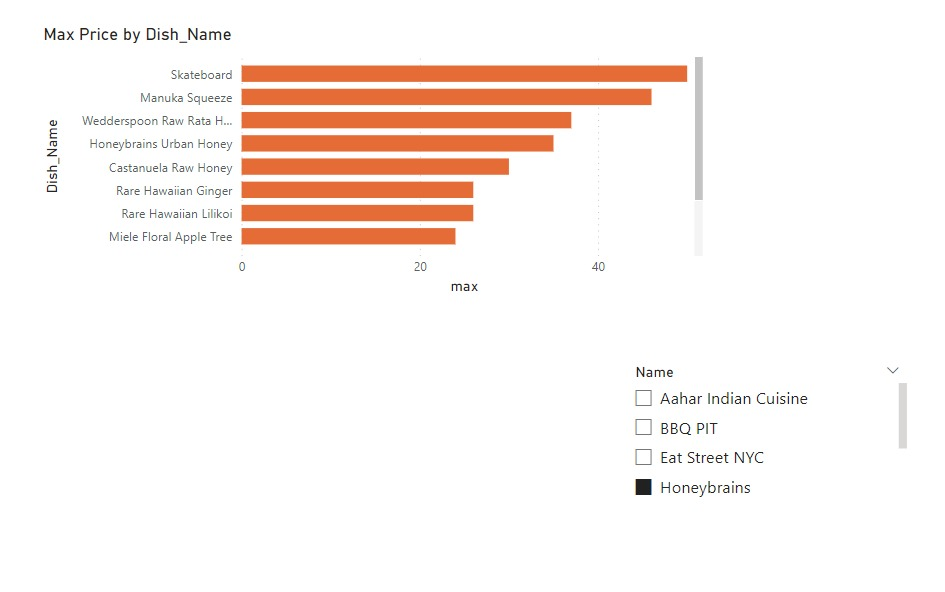 Max Price by Dish_Name
Dish_Name
Skateboard
Manuka Squeeze
Wedderspoon Raw Rata H...
Honeybrains Urban Honey
Castanuela Raw Honey
Rare Hawaiian Ginger
Rare Hawaiian Lilikoi
Miele Floral Apple Tree
0 20 40
max
Name
Aahar Indian Cuisine
BBQ PIT
Eat Street NYC
Honeybrains